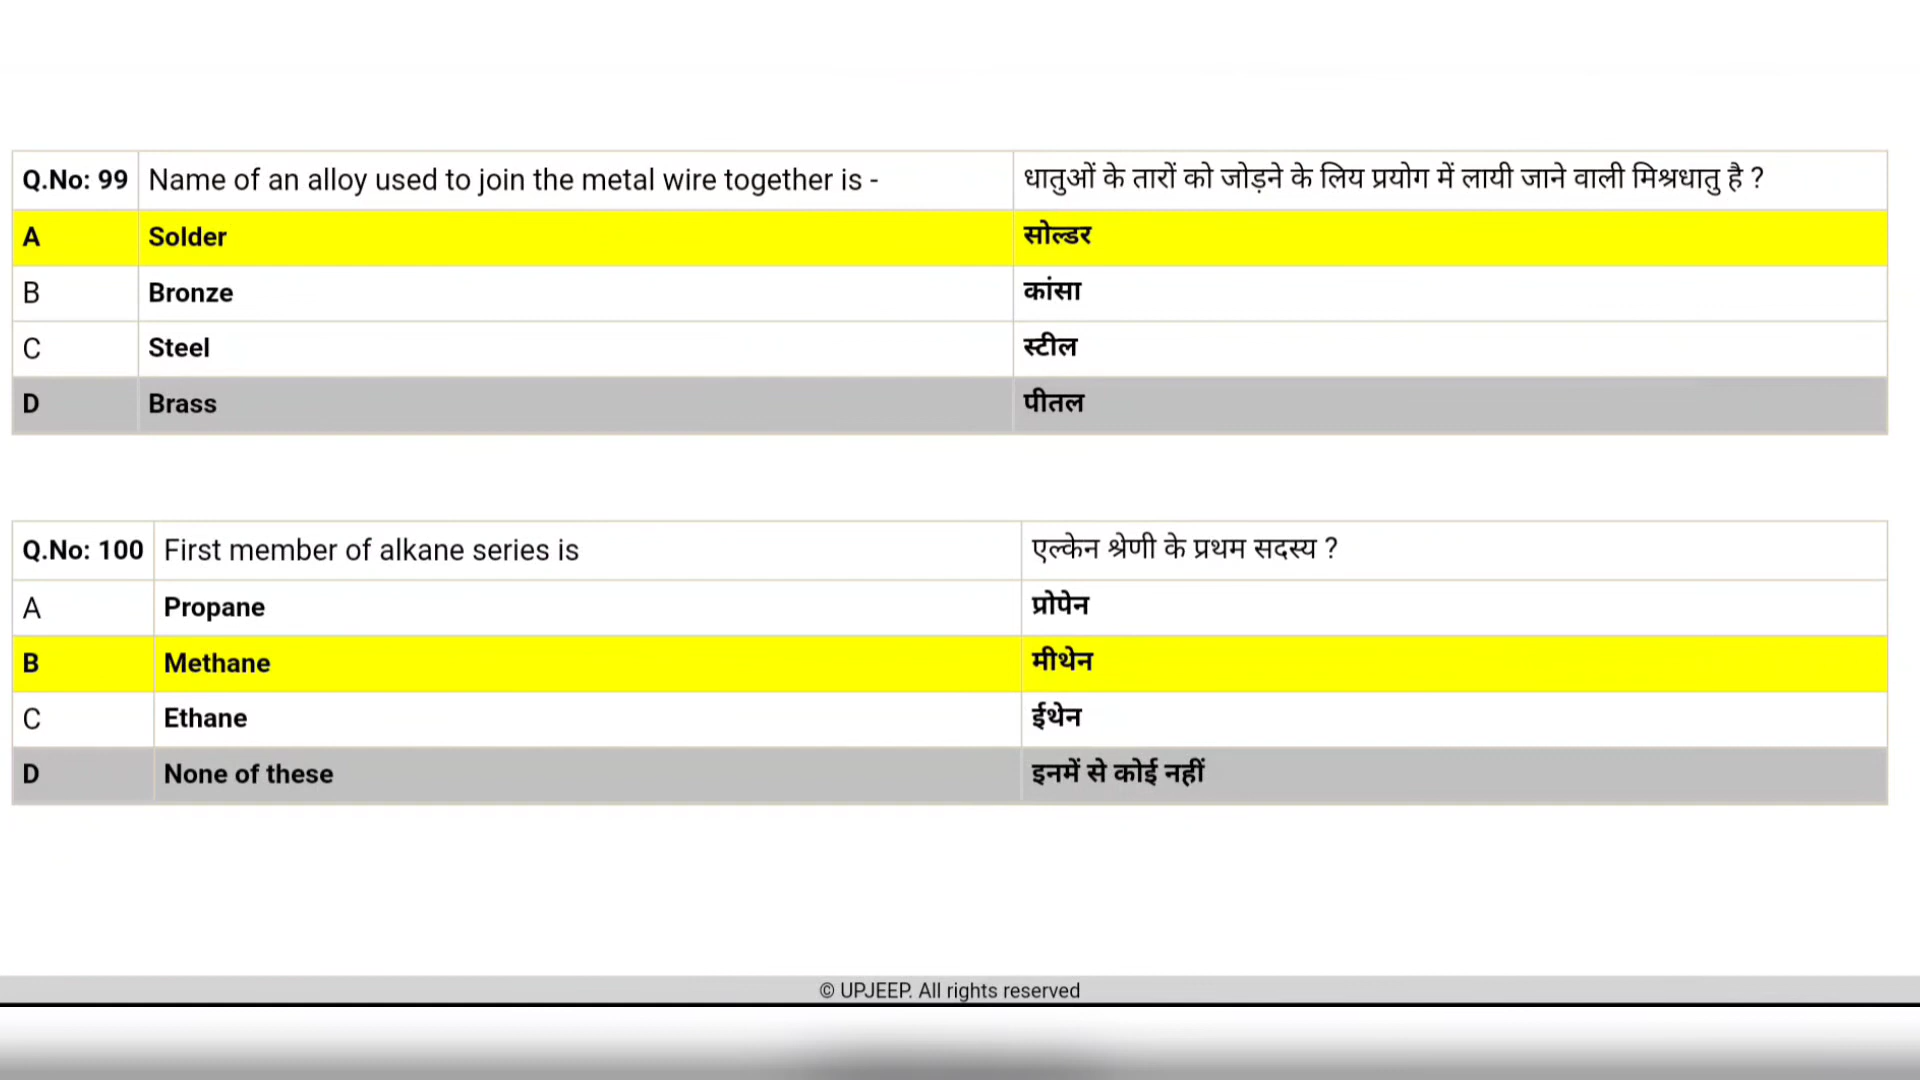 Q.No: 99 Name of an alloy used to join the metal wire together is - धातुओं के तारों को जोड़ने के लिय प्रयोग में लायी जाने वाली मिश्रधातु है ?
A Solder सोल्डर
B Bronze कांसा
C Steel स्टील
D Brass पीतल
Q.No: 100 First member of alkane series is एल्केन श्रेणी के प्रथम सदस्य ?
A Propane प्रोपेन
B Methane मीथेन
C Ethane ईथेन
D None of these इनमें से कोई नहीं
© UPJEEP. All rights reserved